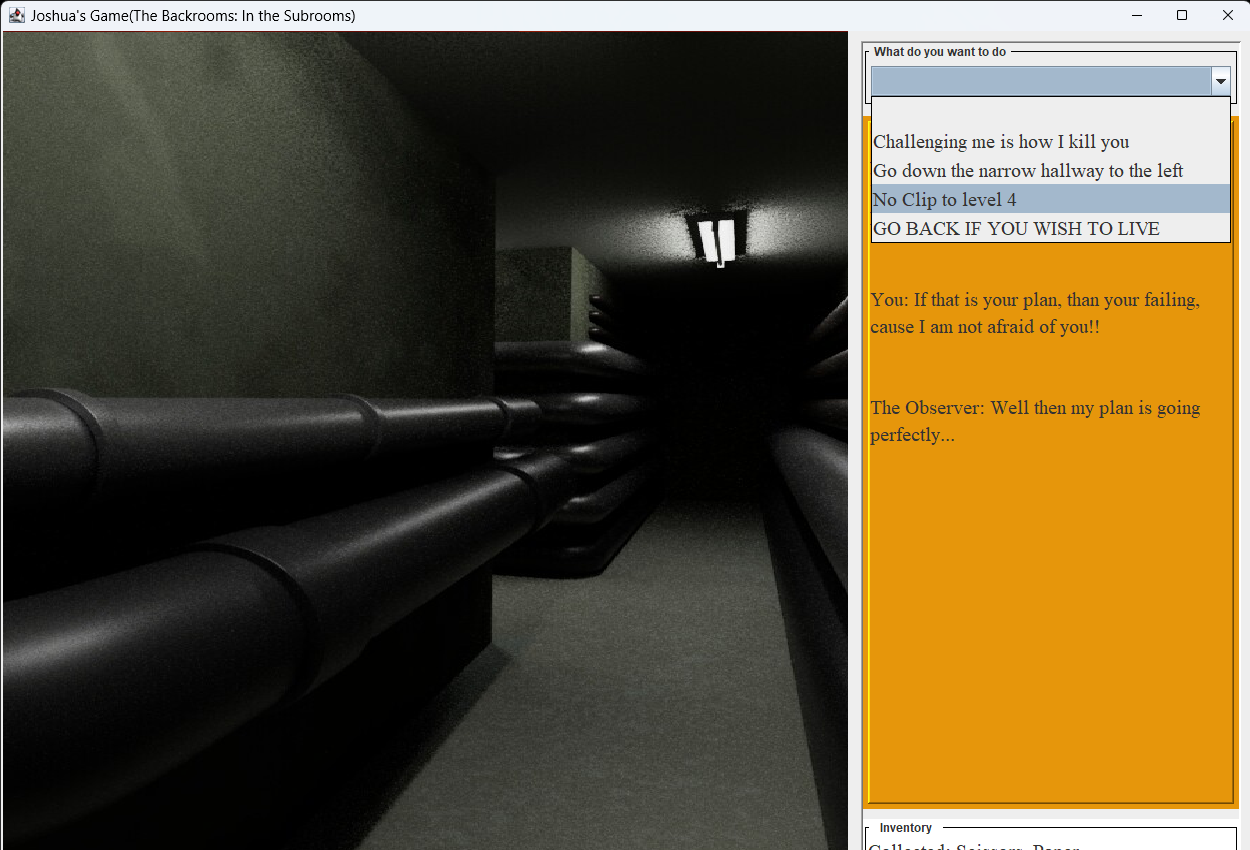 Joshua's Game(The Backrooms: In the Subrooms)
What do you want to do
Challenging me is how I kill you
Go down the narrow hallway to the left
No Clip to level 4
GO BACK IF YOU WISH TO LIVE
You: If that is your plan, than your failing,
cause I am not afraid of you!!
The Observer: Well then my plan is going
perfectly...
Inventory
Collected: Scissors, Paper